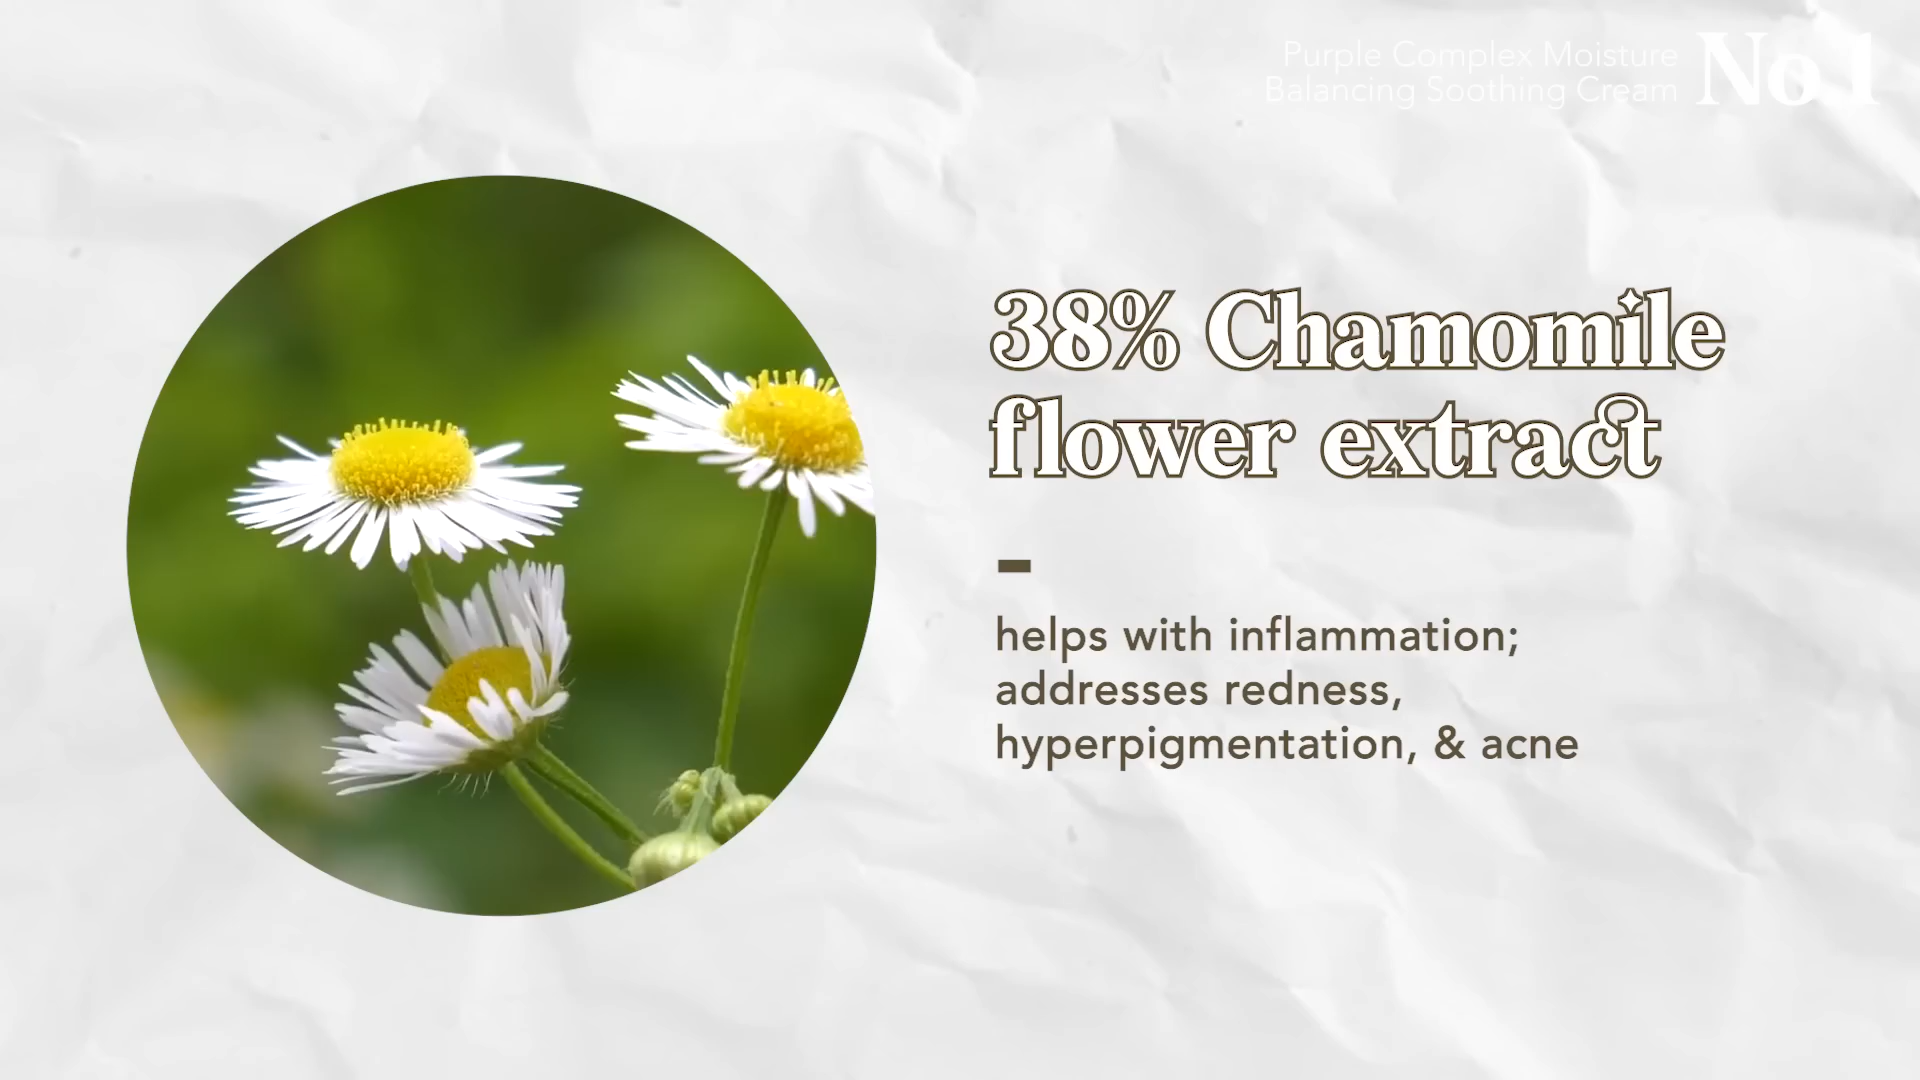 Purple Complex Moisture
Balancing Soothing Cream
No 1
38% Chamomile
flower extract
helps with inflammation;
addresses redness,
hyperpigmentation, & acne